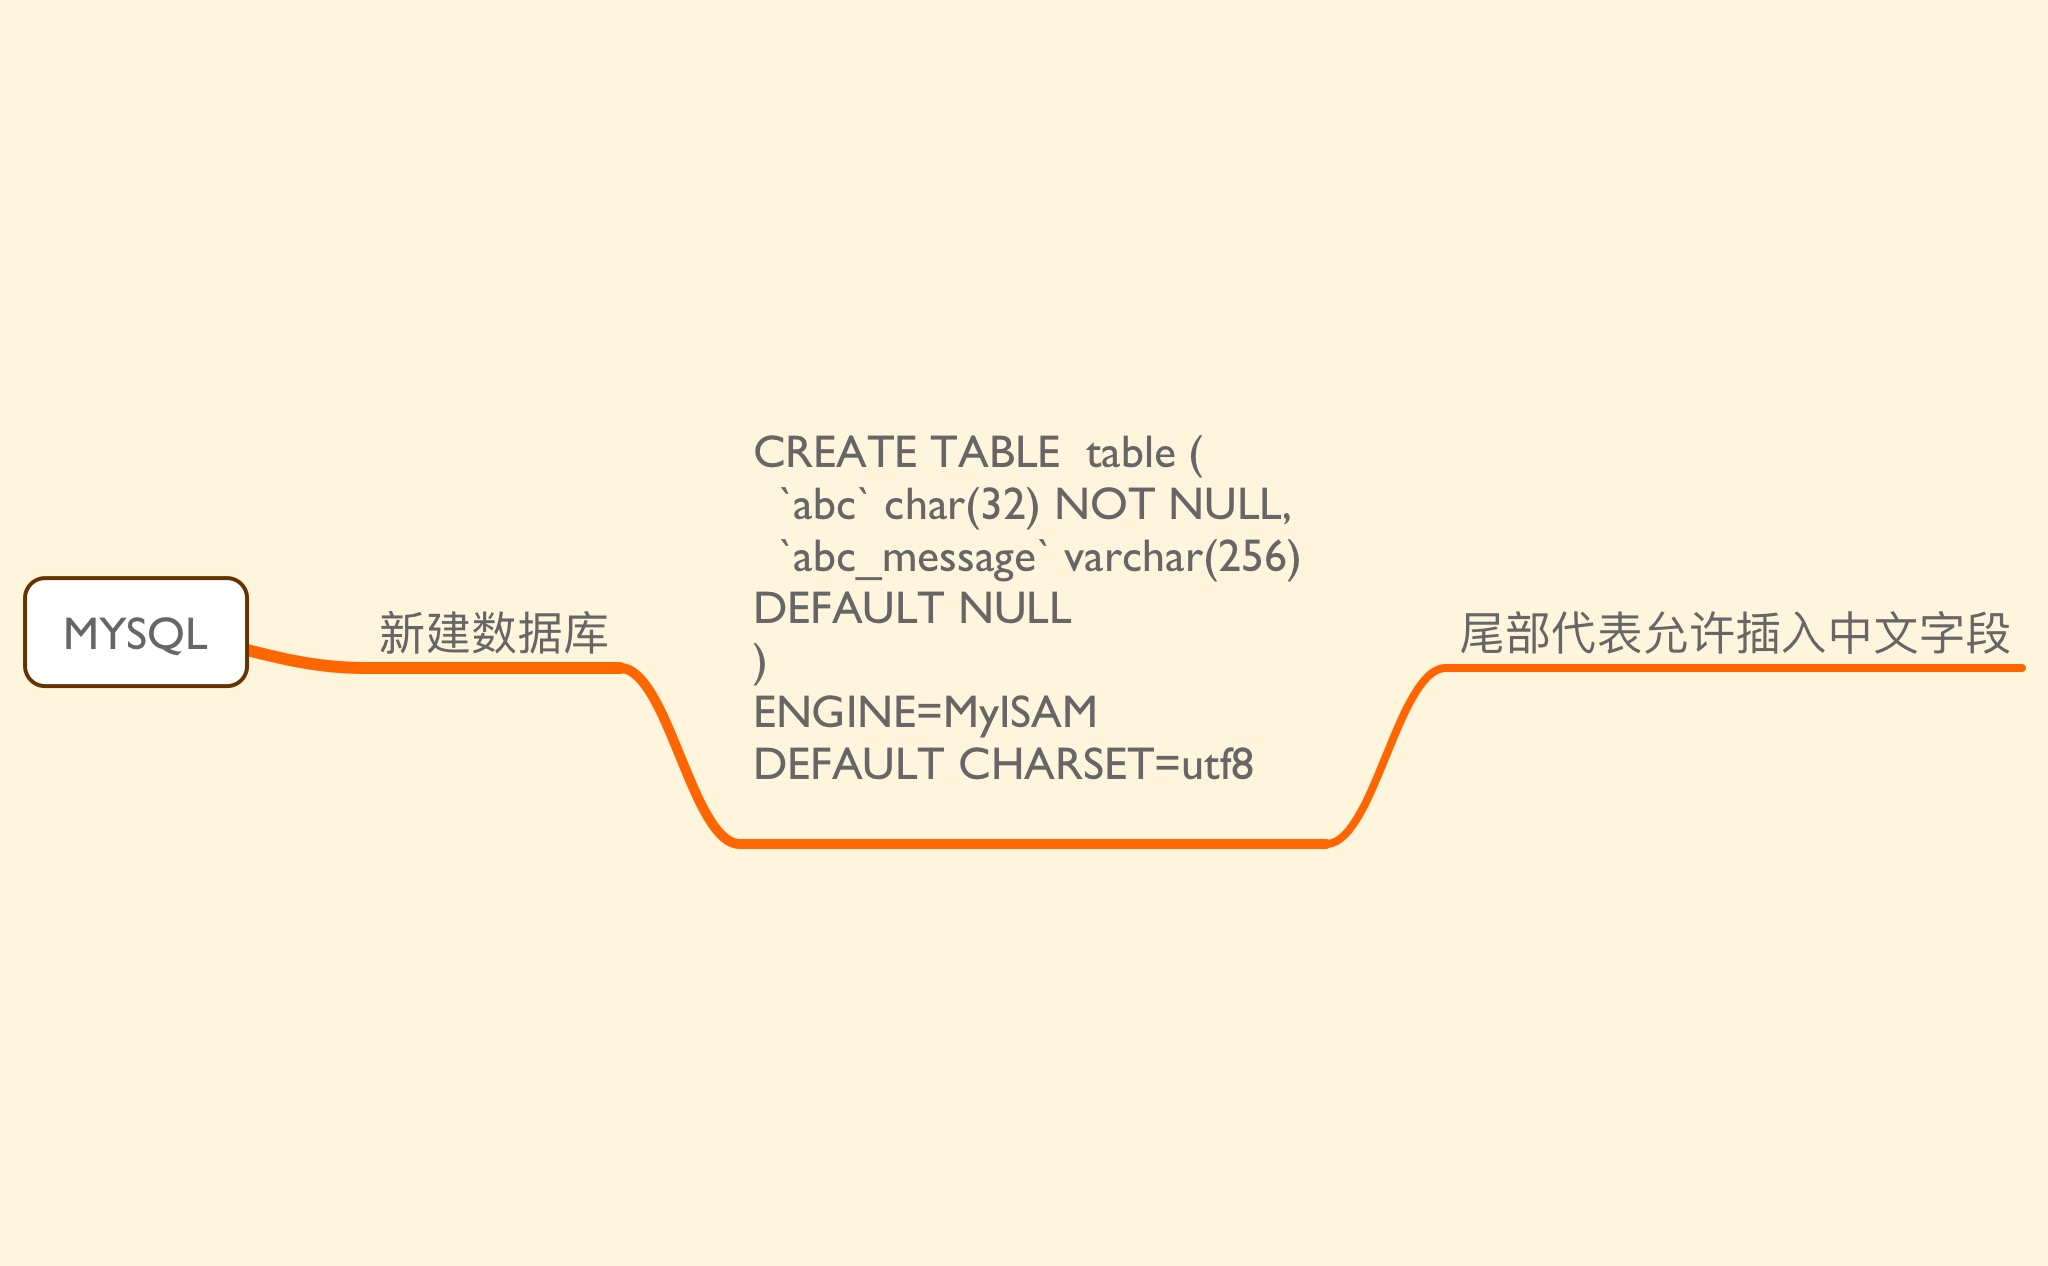 MYSQL
新建数据库
CREATE TABLE  table (
  `abc` char(32) NOT NULL,
  `abc_message` varchar(256)
DEFAULT NULL
)
ENGINE=MyISAM
DEFAULT CHARSET=utf8
尾部代表允许插入中文字段